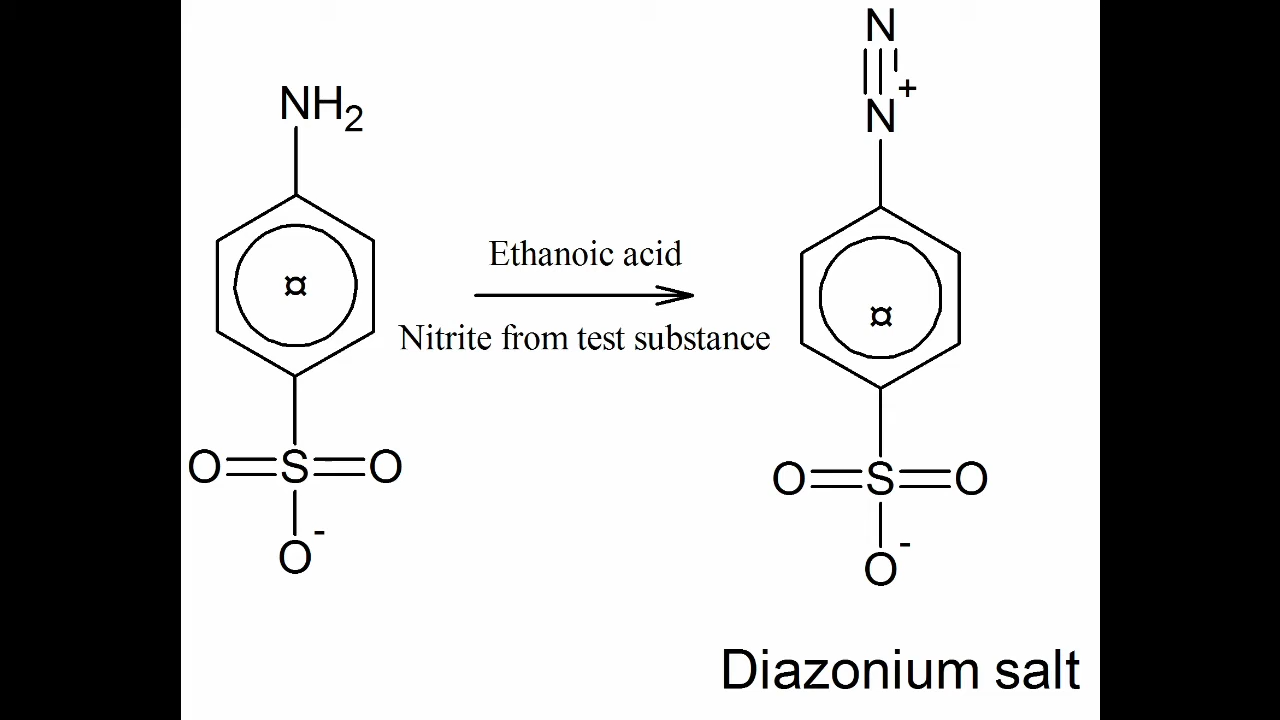 N
NH2
+
N
Ethanoic acid
¤
Nitrite from test substance
¤
O S O
O S O
-
O
-
O
Diazonium salt